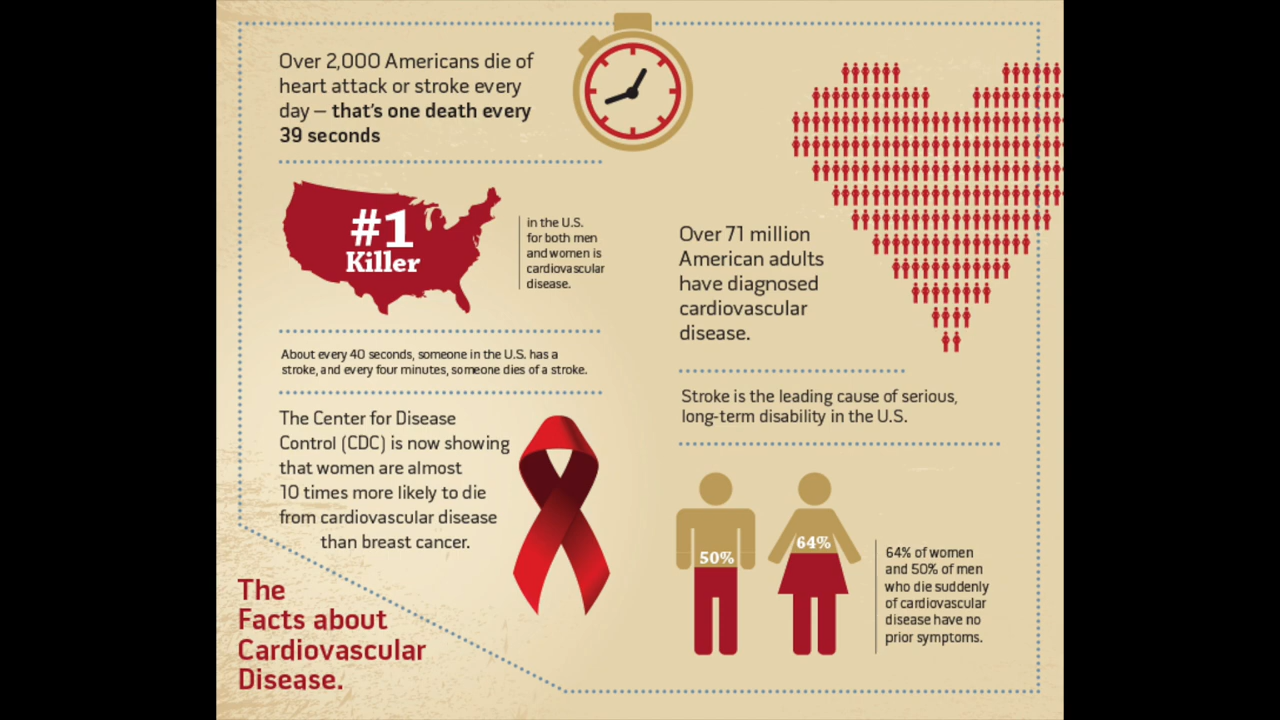 Over 2,000 Americans die of
heart attack or stroke every
day – that's one death every
39 seconds
#1
Killer
in the U.S.
for both men
and women is
cardiovascular
disease.
About every 40 seconds, someone in the U.S. has a
stroke, and every four minutes, someone dies of a stroke.
The Center for Disease
Control (CDC) is now showing
that women are almost
10 times more likely to die
from cardiovascular disease
than breast cancer.
The
Facts about
Cardiovascular
Disease.
Over 71 million
American adults
have diagnosed
cardiovascular
disease.
Stroke is the leading cause of serious,
long-term disability in the U.S.
50%
64%
64% of women
and 50% of men
who die suddenly
of cardiovascular
disease have no
prior symptoms.